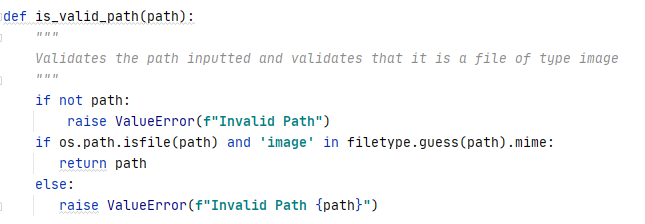 def is_valid_path(path):
    """
    Validates the path inputted and validates that it is a file of type image
    """
    if not path:
        raise ValueError(f"Invalid Path")
    if os.path.isfile(path) and 'image' in filetype.guess(path).mime:
       return path
    else:
       raise ValueError(f"Invalid Path {path}")